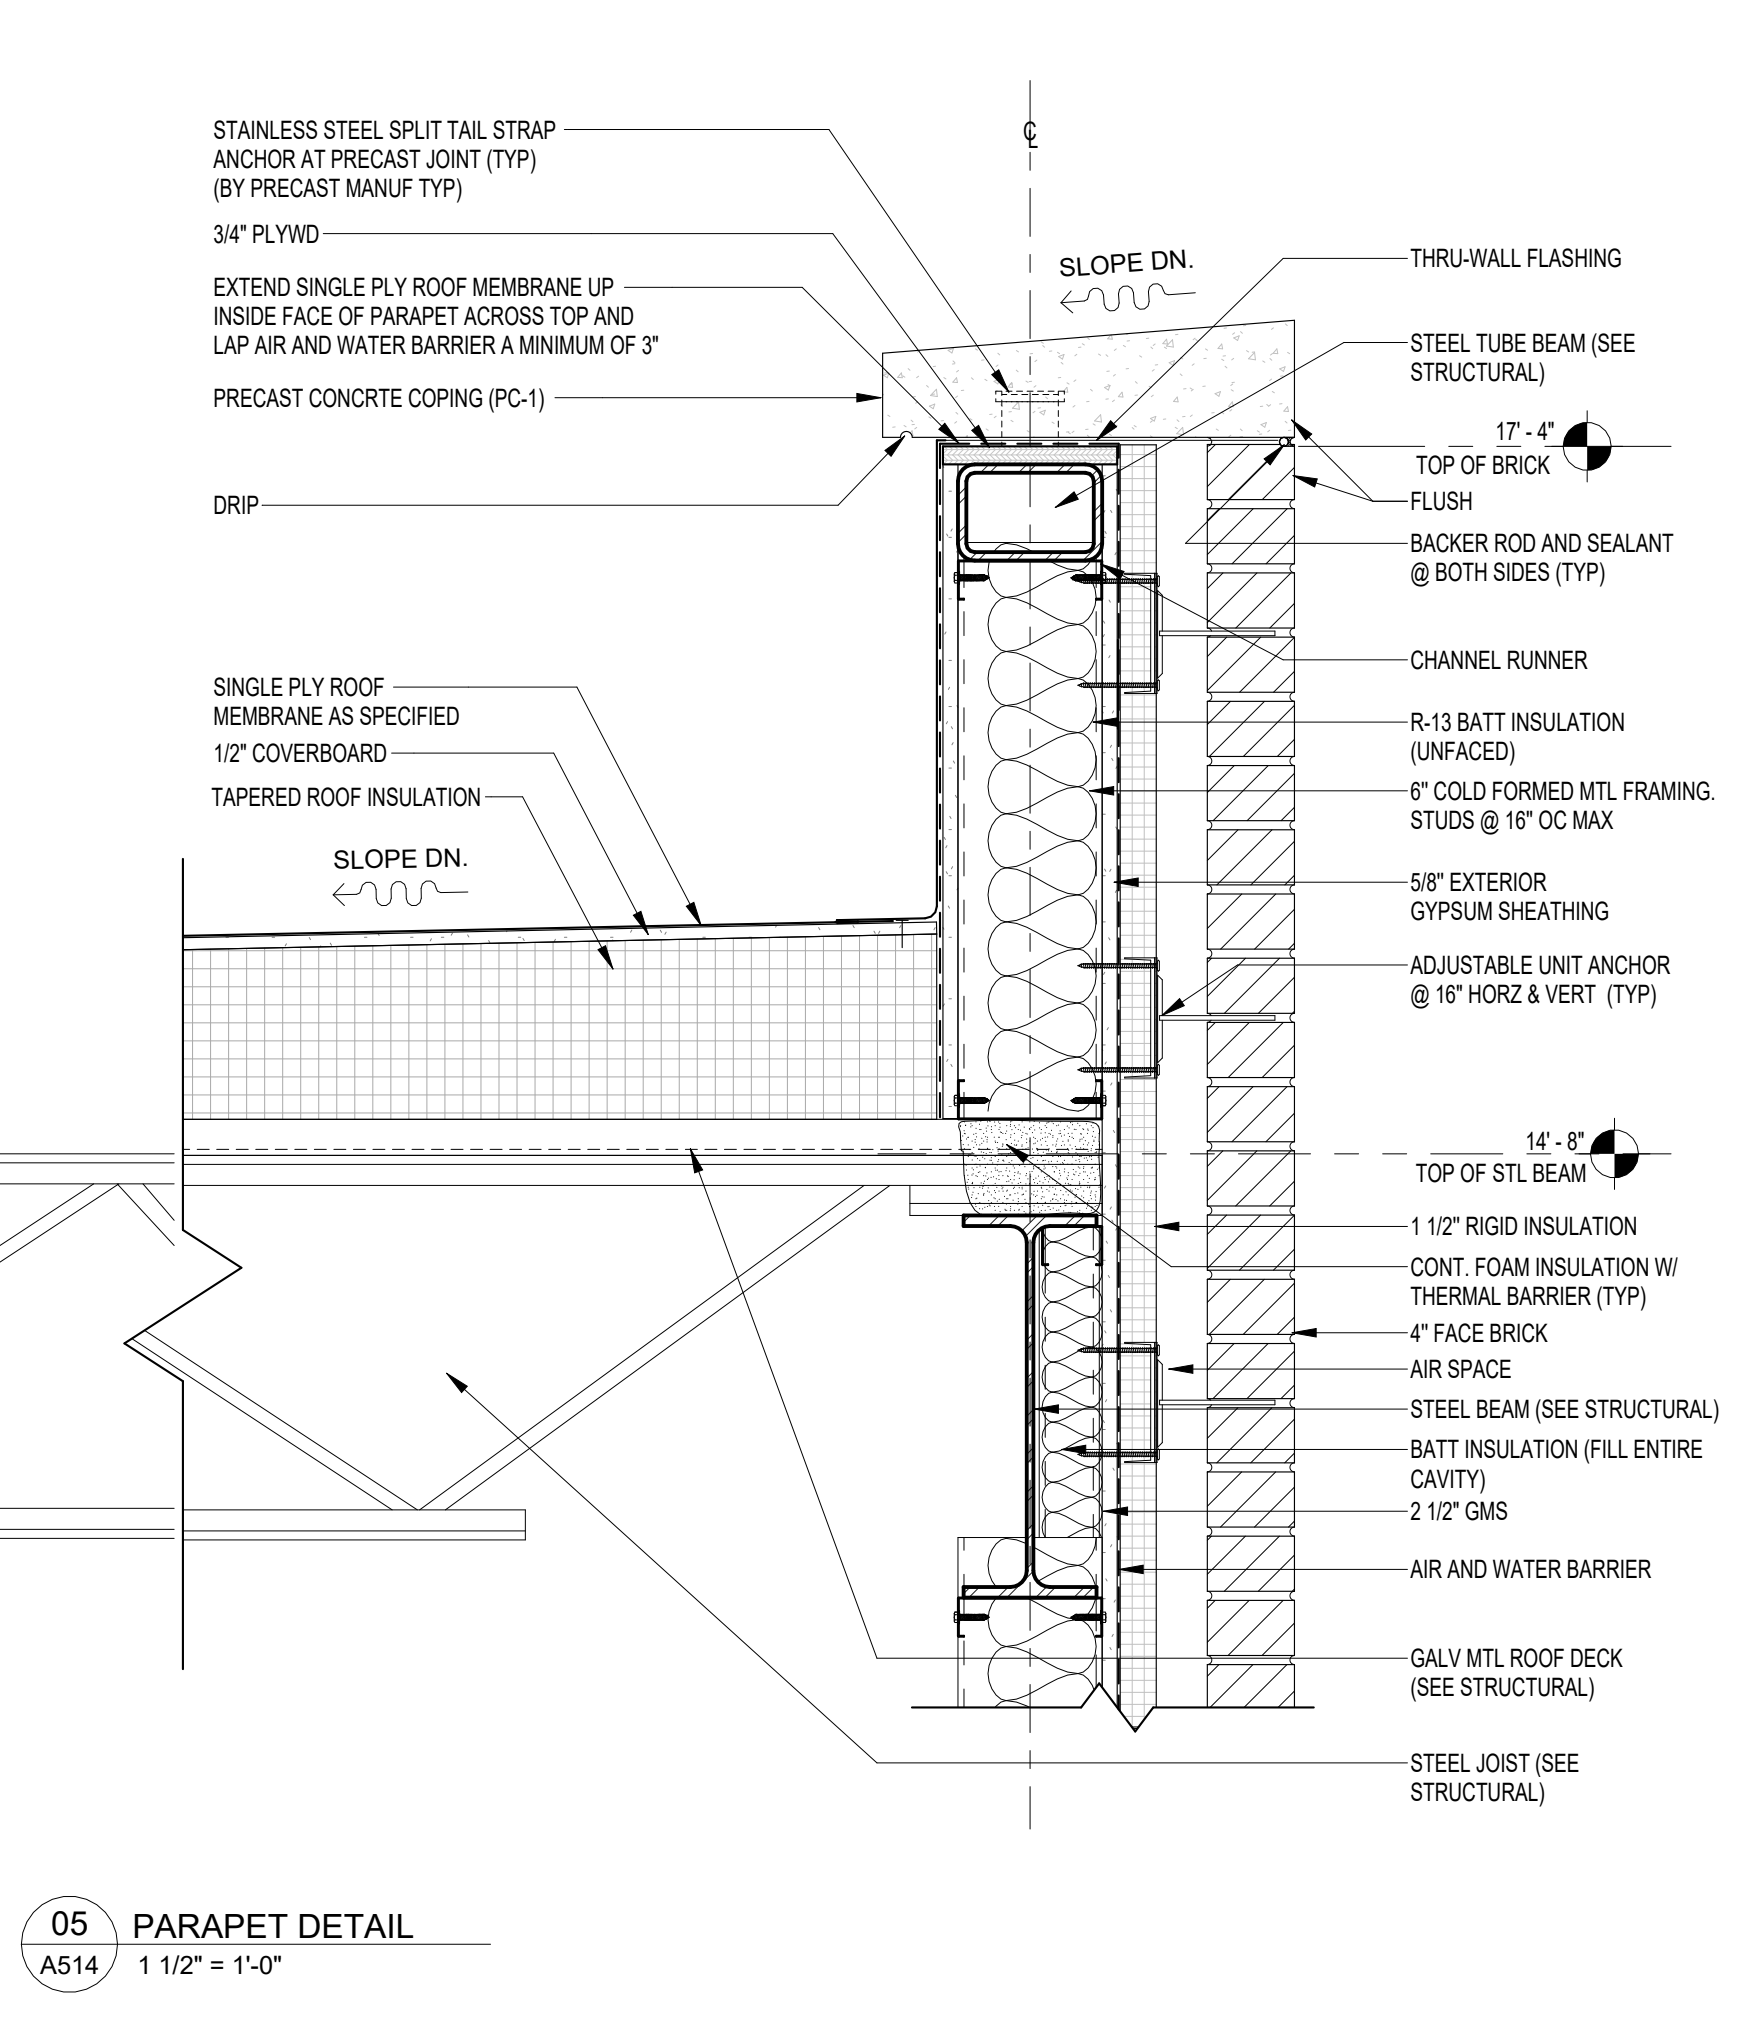 STAINLESS STEEL SPLIT TAIL STRAP
ANCHOR AT PRECAST JOINT (TYP)
(BY PRECAST MANUF TYP)
3/4" PLYWD
EXTEND SINGLE PLY ROOF MEMBRANE UP
INSIDE FACE OF PARAPET ACROSS TOP AND
LAP AIR AND WATER BARRIER A MINIMUM OF 3"
PRECAST CONCRTE COPING (PC-1)
DRIP
SINGLE PLY ROOF
MEMBRANE AS SPECIFIED
1/2" COVERBOARD
TAPERED ROOF INSULATION
SLOPE DN.
℄
SLOPE DN.
THRU-WALL FLASHING
STEEL TUBE BEAM (SEE
STRUCTURAL)
17' - 4"
TOP OF BRICK
FLUSH
BACKER ROD AND SEALANT
@ BOTH SIDES (TYP)
CHANNEL RUNNER
R-13 BATT INSULATION
(UNFACED)
6" COLD FORMED MTL FRAMING.
STUDS @ 16" OC MAX
5/8" EXTERIOR
GYPSUM SHEATHING
ADJUSTABLE UNIT ANCHOR
@ 16" HORZ & VERT (TYP)
14' - 8"
TOP OF STL BEAM
1 1/2" RIGID INSULATION
CONT. FOAM INSULATION W/
THERMAL BARRIER (TYP)
4" FACE BRICK
AIR SPACE
STEEL BEAM (SEE STRUCTURAL)
BATT INSULATION (FILL ENTIRE
CAVITY)
2 1/2" GMS
AIR AND WATER BARRIER
GALV MTL ROOF DECK
(SEE STRUCTURAL)
STEEL JOIST (SEE
STRUCTURAL)
05
PARAPET DETAIL
A514
1 1/2" = 1'-0"